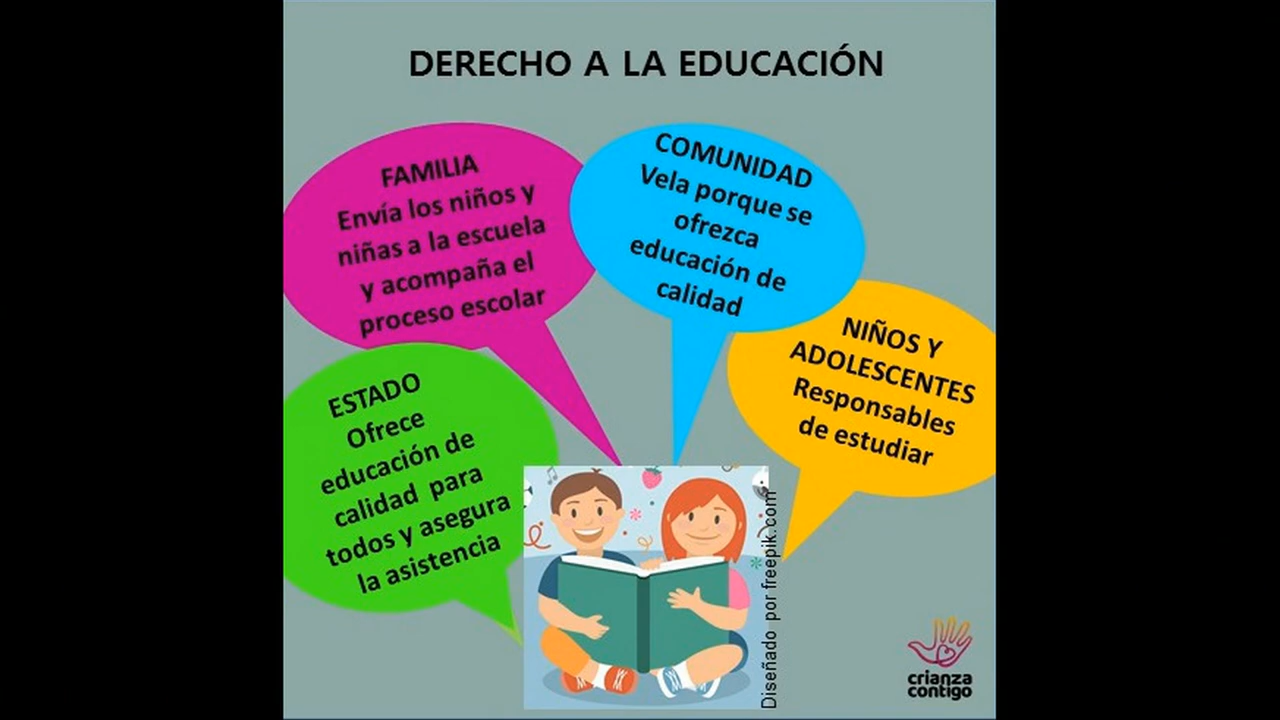 DERECHO A LA EDUCACIÓN
FAMILIA
Envía los niños y
niñas a la escuela
y acompaña el
proceso escolar
COMUNIDAD
Vela porque se
ofrezca
educación de
calidad
NIÑOS Y
ADOLESCENTES
Responsables
de estudiar
ESTADO
Ofrece
educación de
calidad para
todos y asegura
la asistencia
Diseñado por freepik.com
crianza
contigo